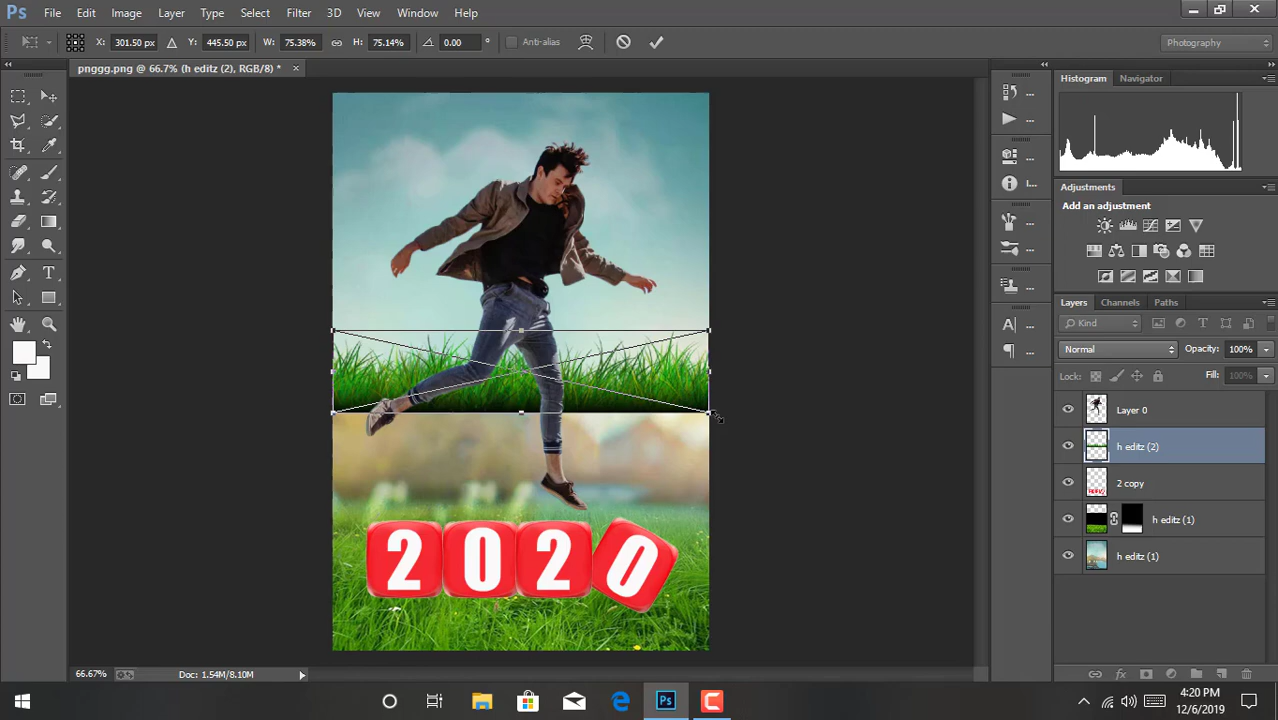 Ps File Edit Image Layer Type Select Filter 3D View Window Help
X: 301.50 px Y: 445.50 px W: 75.38% H: 75.14% 0.00 ° Anti-alias Photography
pnggg.png @ 66.7% (h editz (2), RGB/8) * ×
Histogram Navigator
Adjustments
Add an adjustment
Layers Channels Paths
Kind
Normal Opacity: 100%
Lock: Fill: 100%
Layer 0
h editz (2)
2 copy
h editz (1)
h editz (1)
2020
66.67% Doc: 1.54M/8.10M
Ps
4:20 PM
12/6/2019